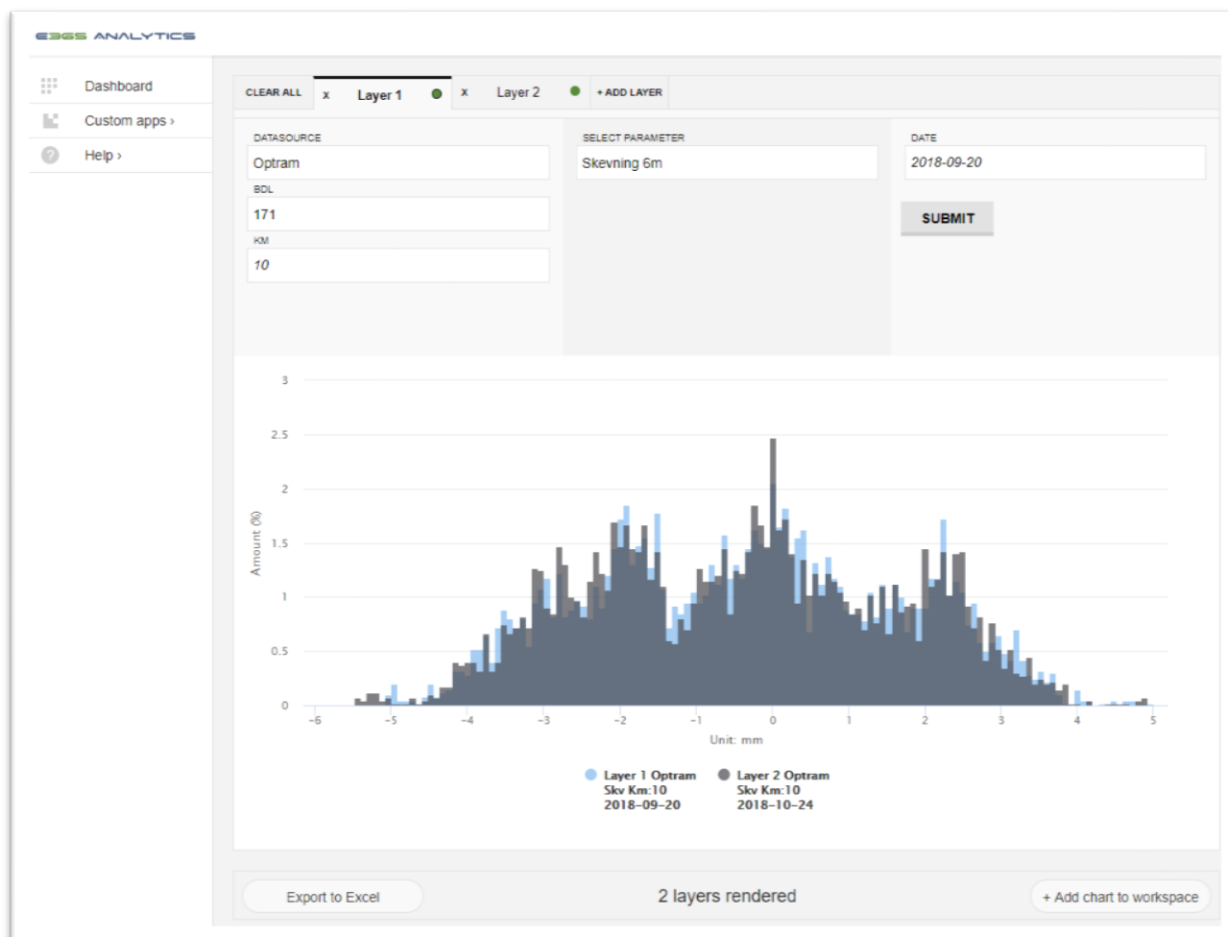 E365 ANALYTICS
Dashboard
Custom apps ›
Help ›
CLEAR ALL x Layer 1 x Layer 2 + ADD LAYER
DATASOURCE
Optram
BDL
171
KM
10
SELECT PARAMETER
Skevning 6m
DATE
2018-09-20
SUBMIT
3
2.5
2
1.5
1
0.5
0
Amount (%)
-6 -5 -4 -3 -2 -1 0 1 2 3 4 5
Unit: mm
Layer 1 Optram
Skv Km:10
2018-09-20
Layer 2 Optram
Skv Km:10
2018-10-24
Export to Excel
2 layers rendered
+ Add chart to workspace